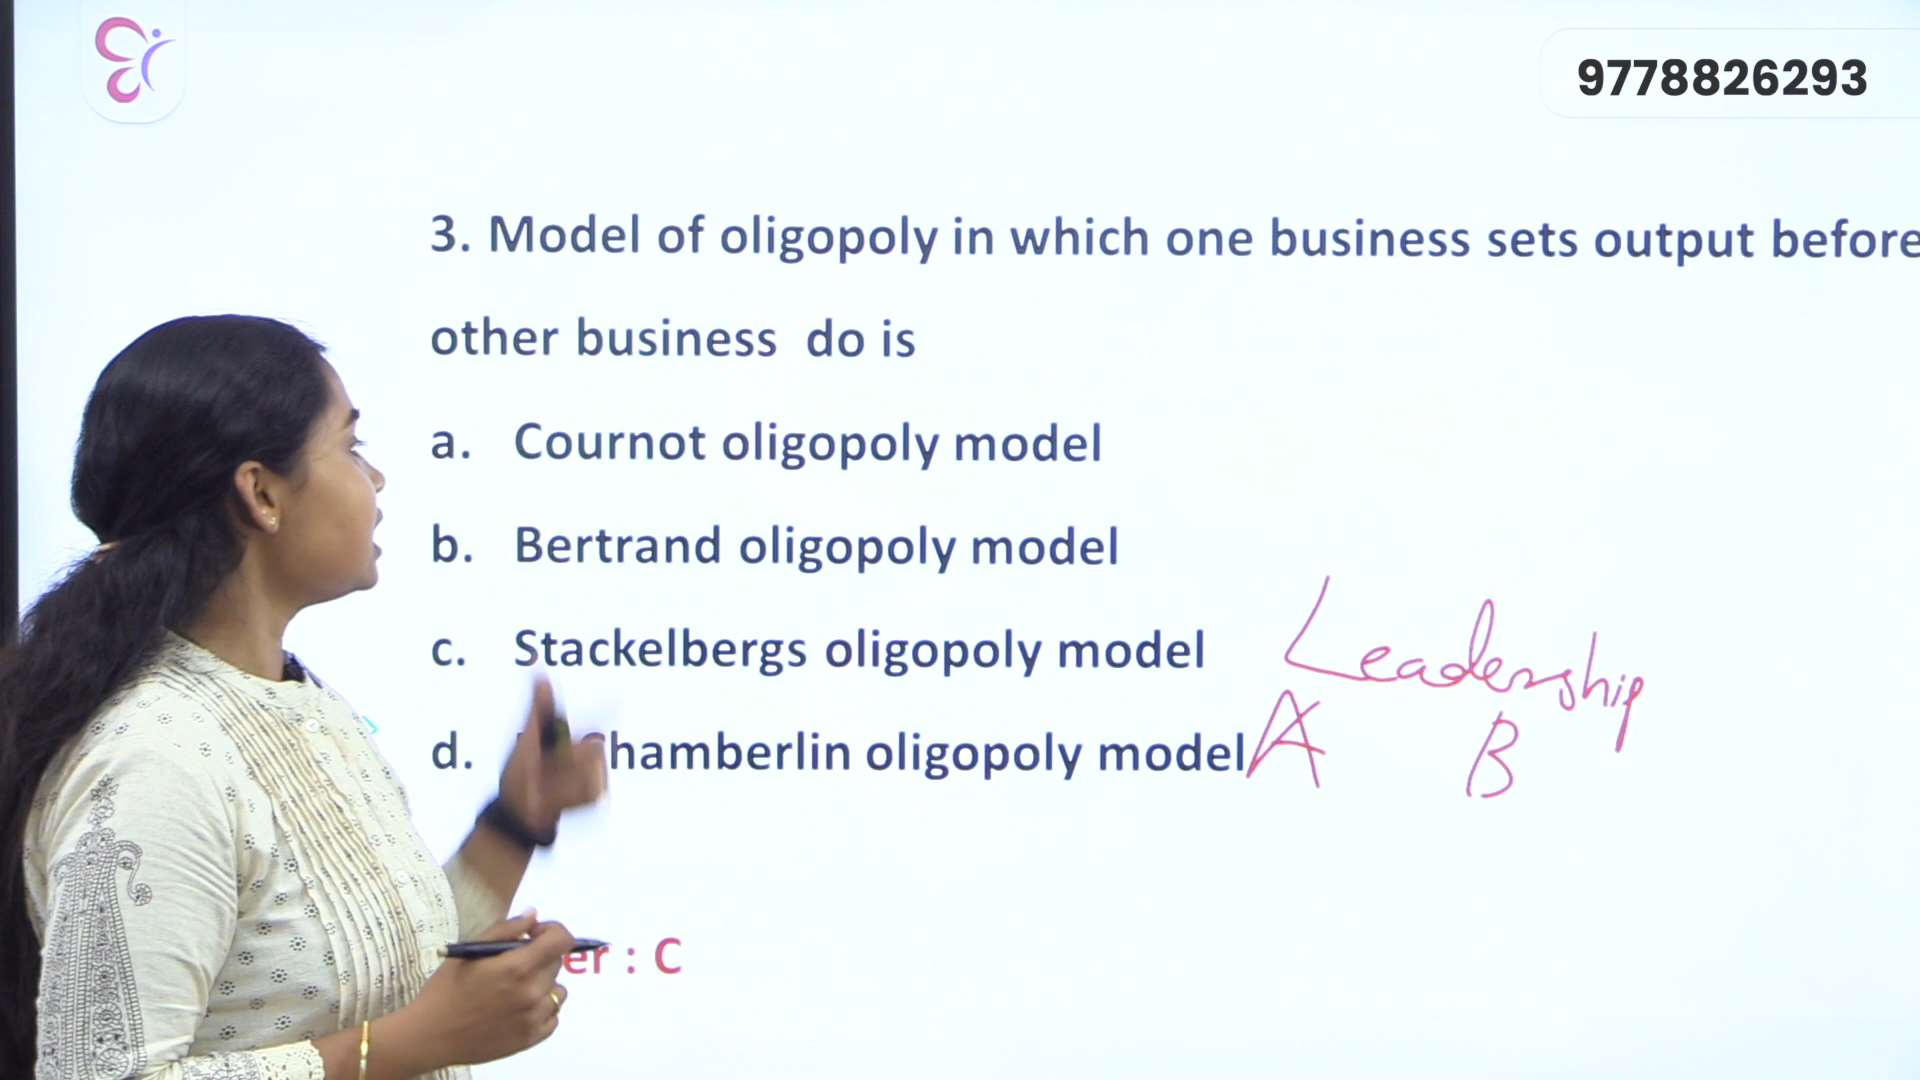 9778826293
3. Model of oligopoly in which one business sets output before
other business do is
a. Cournot oligopoly model
b. Bertrand oligopoly model
c. Stackelbergs oligopoly model
Leadership
d. hamberlin oligopoly model
A B
er : C